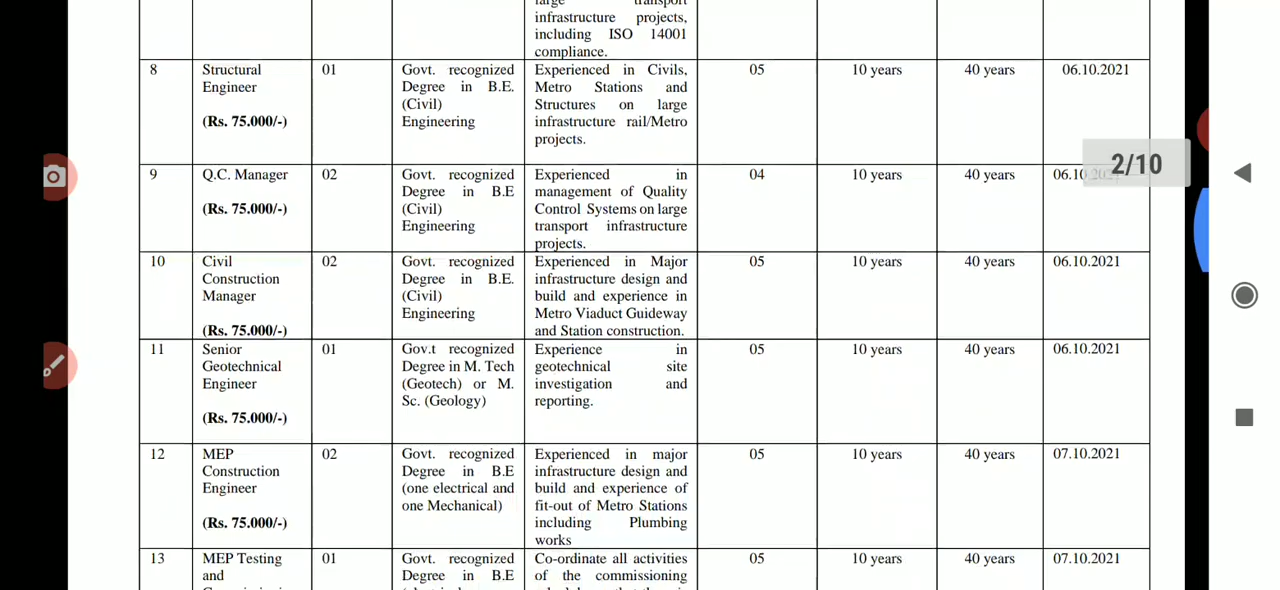 large transport
infrastructure projects,
including ISO 14001
compliance.
8 Structural Engineer (Rs. 75.000/-) 01 Govt. recognized Degree in B.E. (Civil) Engineering Experienced in Civils, Metro Stations and Structures on large infrastructure rail/Metro projects. 05 10 years 40 years 06.10.2021
2/10
9 Q.C. Manager (Rs. 75.000/-) 02 Govt. recognized Degree in B.E (Civil) Engineering Experienced in management of Quality Control Systems on large transport infrastructure projects. 04 10 years 40 years 06.10.2021
10 Civil Construction Manager (Rs. 75.000/-) 02 Govt. recognized Degree in B.E. (Civil) Engineering Experienced in Major infrastructure design and build and experience in Metro Viaduct Guideway and Station construction. 05 10 years 40 years 06.10.2021
11 Senior Geotechnical Engineer (Rs. 75.000/-) 01 Gov.t recognized Degree in M. Tech (Geotech) or M. Sc. (Geology) Experience in geotechnical site investigation and reporting. 05 10 years 40 years 06.10.2021
12 MEP Construction Engineer (Rs. 75.000/-) 02 Govt. recognized Degree in B.E (one electrical and one Mechanical) Experienced in major infrastructure design and build and experience of fit-out of Metro Stations including Plumbing works 05 10 years 40 years 07.10.2021
13 MEP Testing and 01 Govt. recognized Degree in B.E Co-ordinate all activities of the commissioning 05 10 years 40 years 07.10.2021